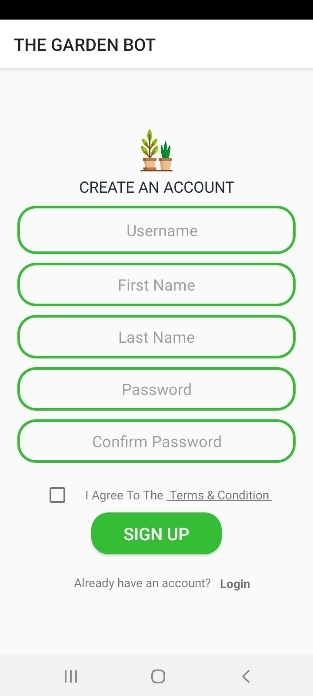 THE GARDEN BOT
CREATE AN ACCOUNT
Username
First Name
Last Name
Password
Confirm Password
I Agree To The Terms & Condition
SIGN UP
Already have an account? Login